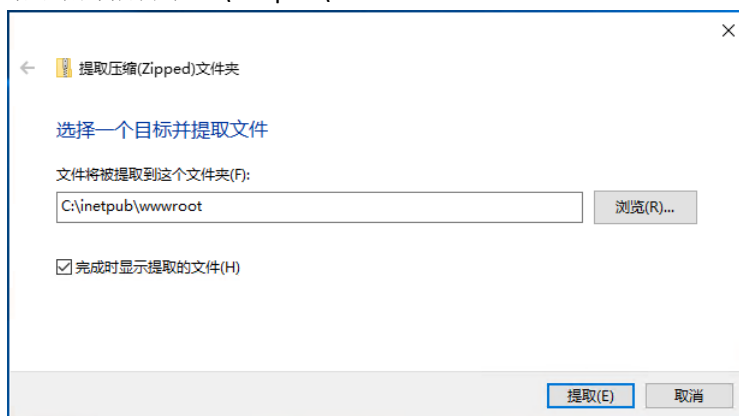 提取压缩(Zipped)文件夹
选择一个目标并提取文件
文件将被提取到这个文件夹(F):
C:\inetpub\wwwroot
浏览(R)...
完成时显示提取的文件(H)
提取(E)
取消